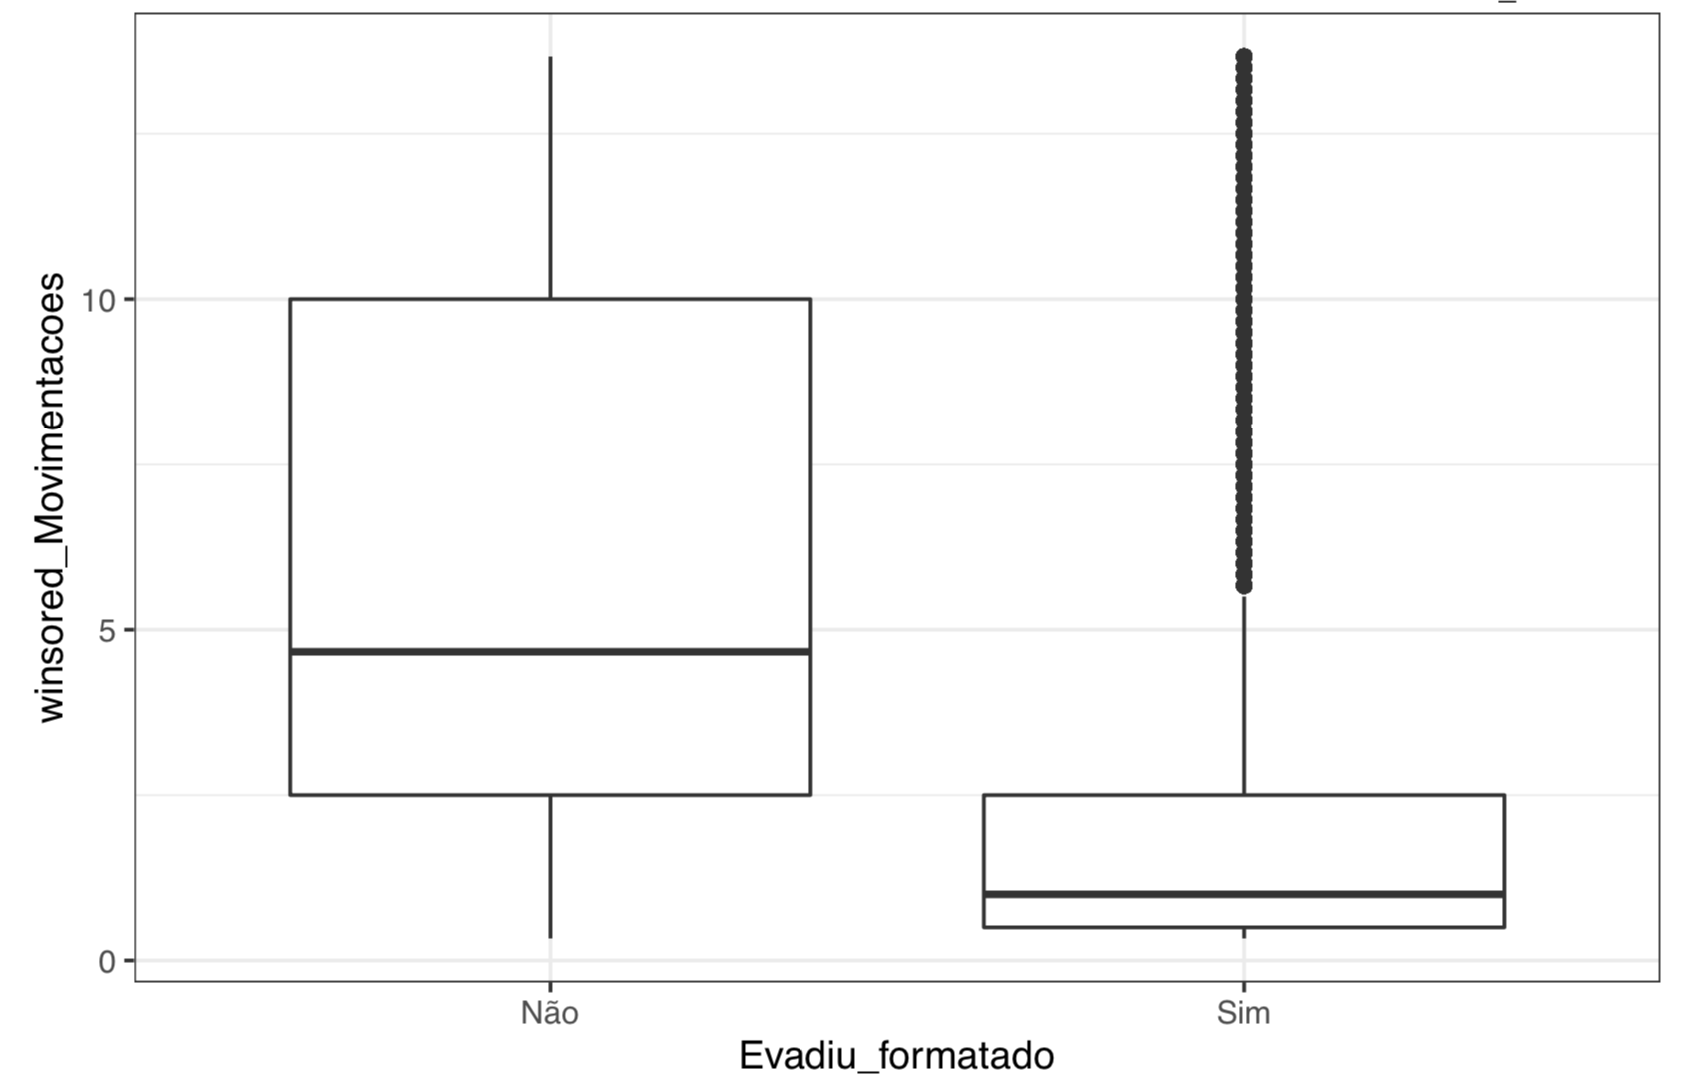 winsored_Movimentacoes
10
5
0
Não
Sim
Evadiu_formatado